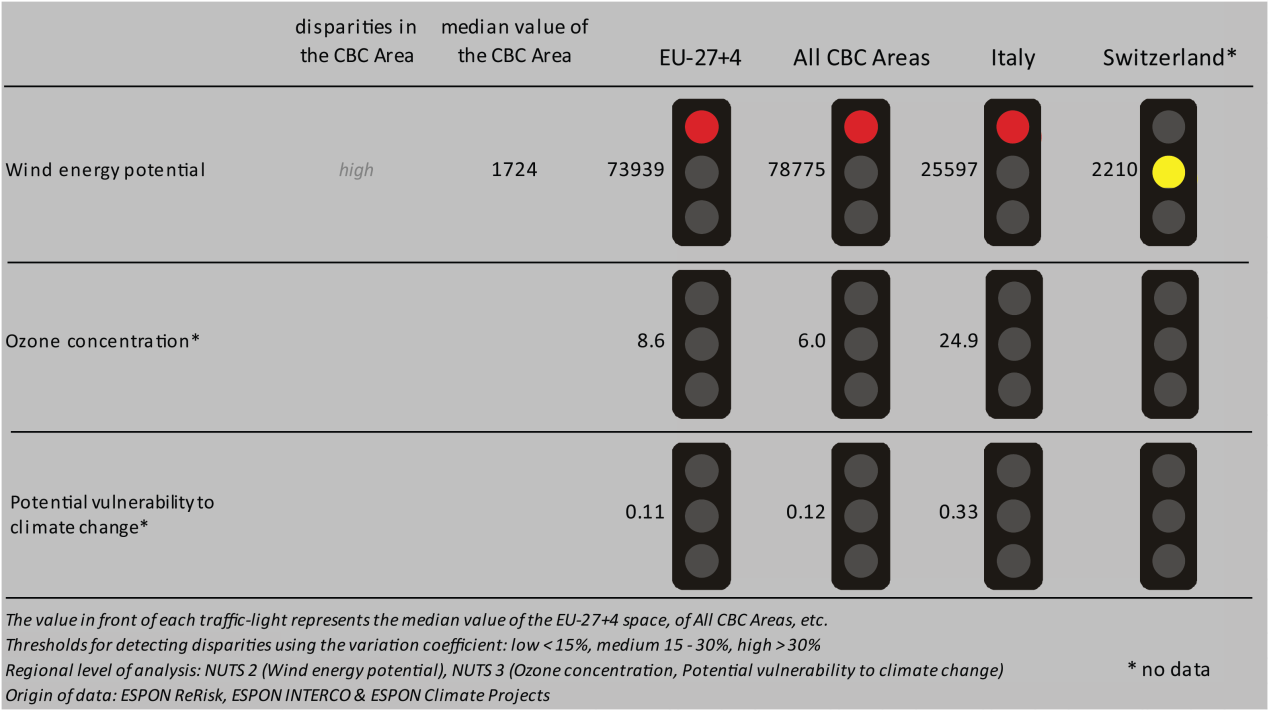 disparities in
the CBC Area
median value of
the CBC Area
EU-27+4
All CBC Areas
Italy
Switzerland*
Wind energy potential high 1724 73939 78775 25597 2210
Ozone concentration* 8.6 6.0 24.9
Potential vulnerability to
climate change* 0.11 0.12 0.33
The value in front of each traffic-light represents the median value of the EU-27+4 space, of All CBC Areas, etc.
Thresholds for detecting disparities using the variation coefficient: low < 15%, medium 15 - 30%, high > 30%
Regional level of analysis: NUTS 2 (Wind energy potential), NUTS 3 (Ozone concentration, Potential vulnerability to climate change)
* no data
Origin of data: ESPON ReRisk, ESPON INTERCO & ESPON Climate Projects